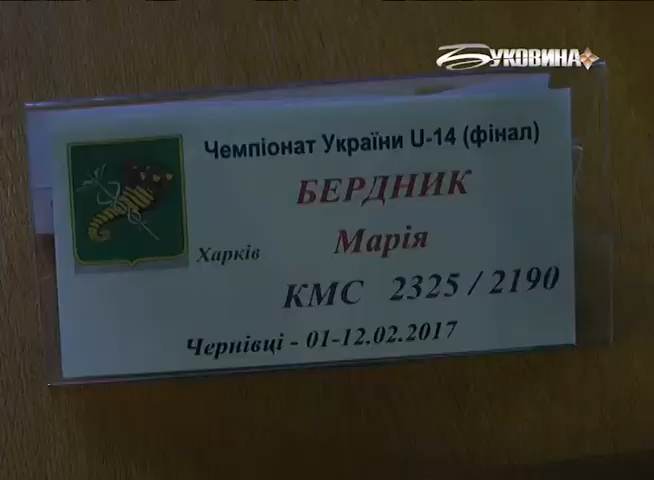 БУКОВИНА
Чемпіонат України U-14 (фінал)
БЕРДНИК
Марія
Харків
КМС 2325 / 2190
Чернівці - 01-12.02.2017